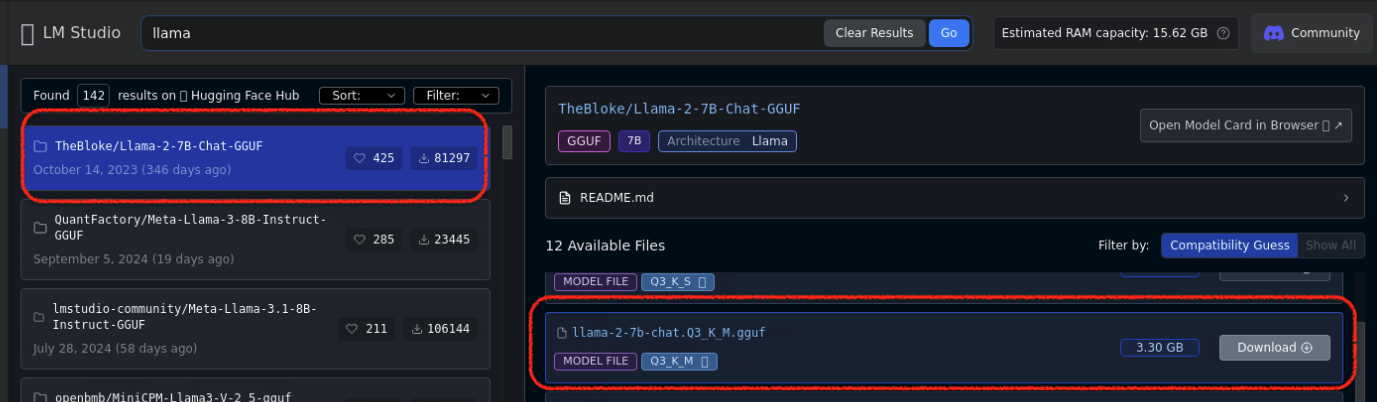 LM Studio
llama
Clear Results
Go
Estimated RAM capacity: 15.62 GB
Community
Found 142 results on Hugging Face Hub
Sort:
Filter:
TheBloke/Llama-2-7B-Chat-GGUF
October 14, 2023 (346 days ago)
425
81297
QuantFactory/Meta-Llama-3-8B-Instruct-
GGUF
September 5, 2024 (19 days ago)
285
23445
lmstudio-community/Meta-Llama-3.1-8B-
Instruct-GGUF
July 28, 2024 (58 days ago)
211
106144
openbmb/MiniCPM-Llama3-V-2_5-gguf
TheBloke/Llama-2-7B-Chat-GGUF
GGUF
7B
Architecture Llama
Open Model Card in Browser ↗
README.md
12 Available Files
Filter by:
Compatibility Guess
Show All
MODEL FILE
Q3_K_S
llama-2-7b-chat.Q3_K_M.gguf
MODEL FILE
Q3_K_M
3.30 GB
Download